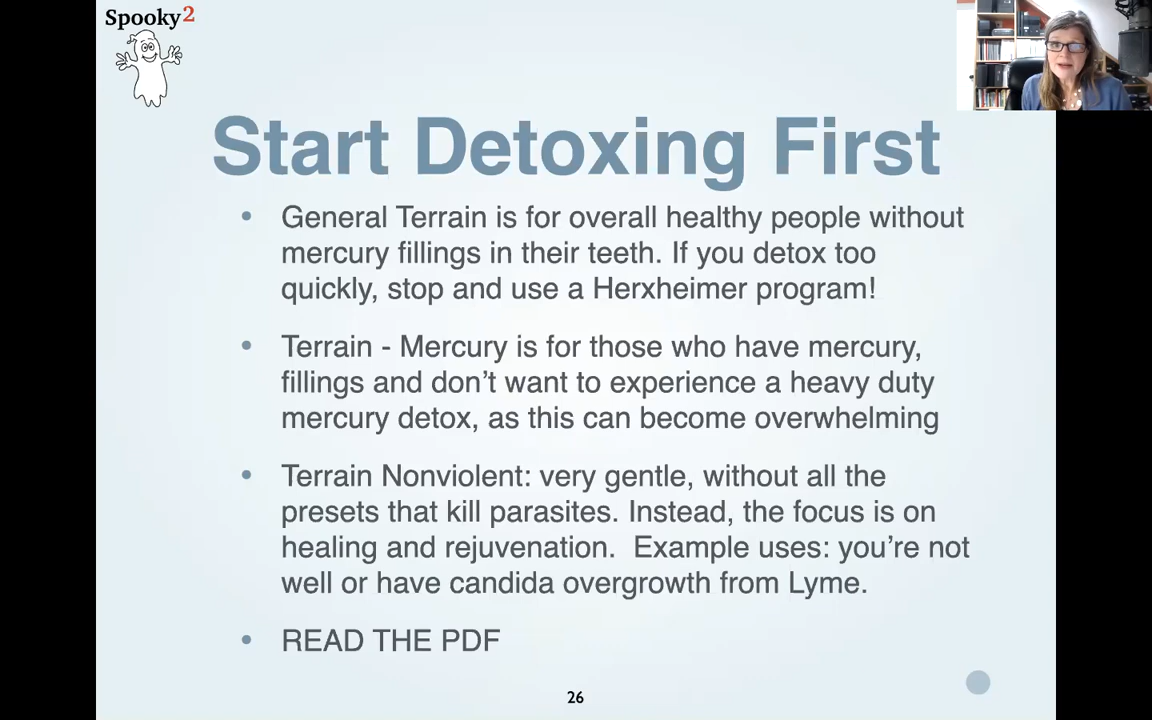 Spooky2
Start Detoxing First
• General Terrain is for overall healthy people without
mercury fillings in their teeth. If you detox too
quickly, stop and use a Herxheimer program!
• Terrain - Mercury is for those who have mercury,
fillings and don’t want to experience a heavy duty
mercury detox, as this can become overwhelming
• Terrain Nonviolent: very gentle, without all the
presets that kill parasites. Instead, the focus is on
healing and rejuvenation.  Example uses: you’re not
well or have candida overgrowth from Lyme.
• READ THE PDF
26